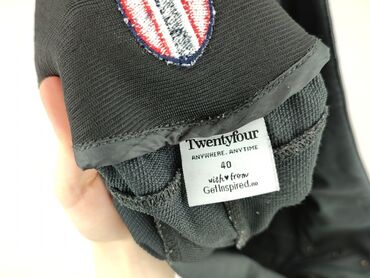 Twentyfour
ANYWHERE. ANYTIME
40
with♥from
GetInspired.no